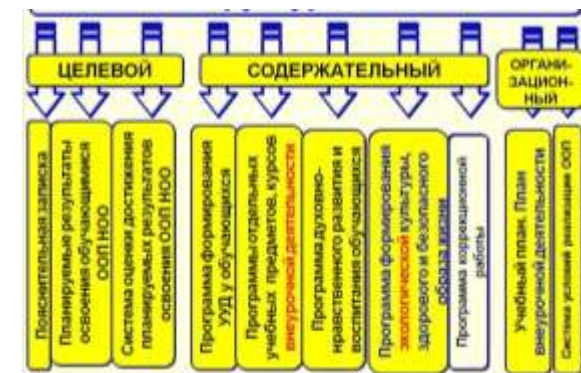 ЦЕЛЕВОЙ
СОДЕРЖАТЕЛЬНЫЙ
ОРГАНИ-
ЗАЦИОН-
НЫЙ
Пояснительная записка
Планируемые результаты
освоения обучающимися
ООП НОО
Система оценки достижения
планируемых результатов
освоения ООП НОО
Программа формирования
УУД у обучающихся
Программы отдельных
учебных предметов, курсов
внеурочной деятельности
Программа духовно-
нравственного развития и
воспитания обучающихся
Программа формирования
экологической культуры,
здорового и безопасного
образа жизни
Программа коррекционной
работы
Учебный план. План
внеурочной деятельности
Система условий реализации ООП